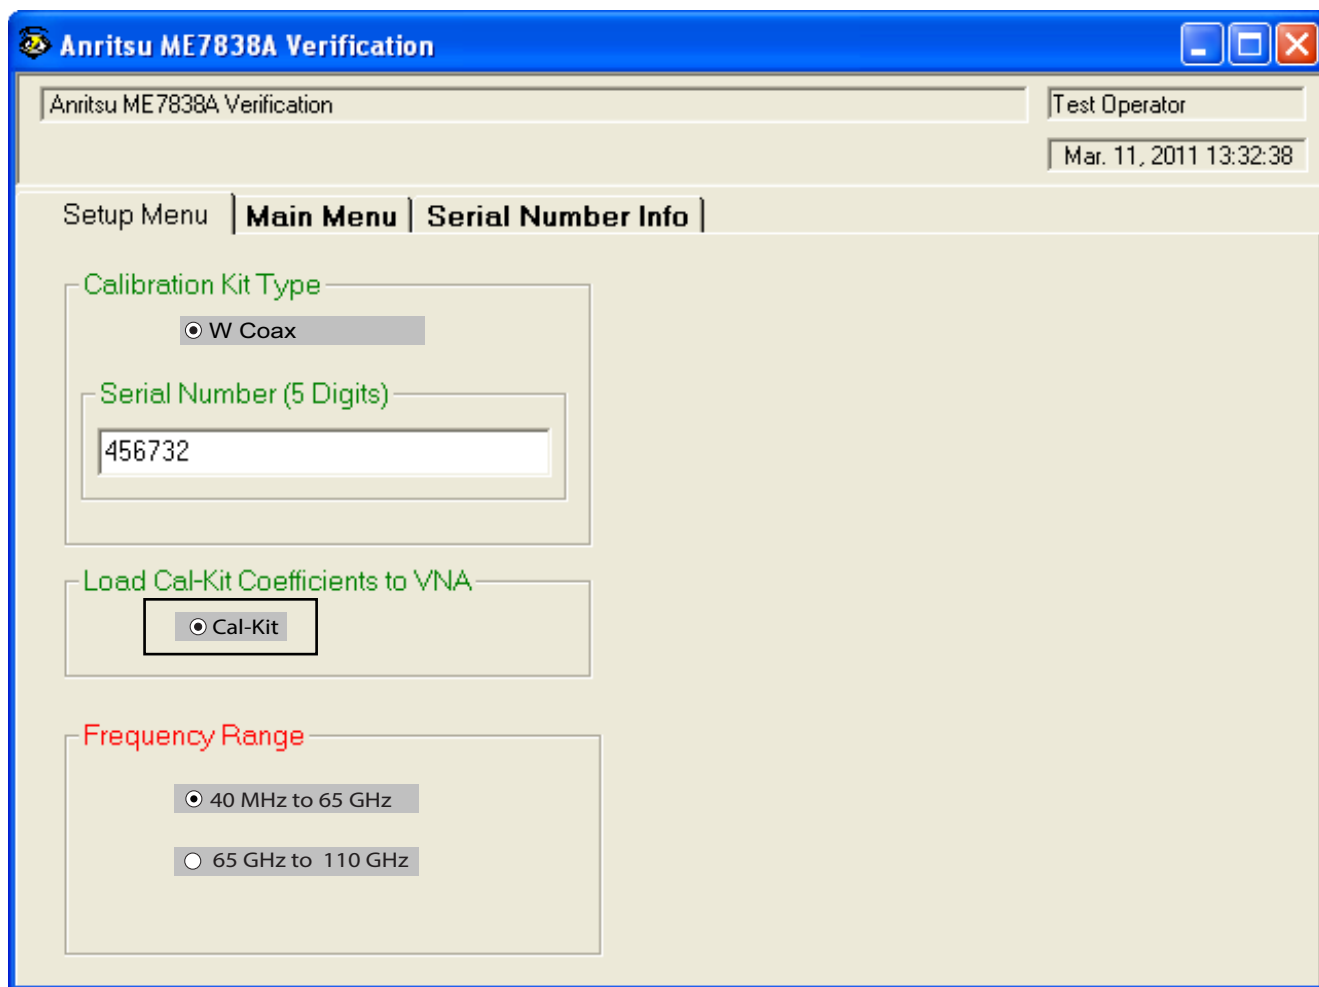 Anritsu ME7838A Verification
Anritsu ME7838A Verification
Test Operator
Mar. 11, 2011 13:32:38
Setup Menu
Main Menu
Serial Number Info
Calibration Kit Type
W Coax
Serial Number (5 Digits)
456732
Load Cal-Kit Coefficients to VNA
Cal-Kit
Frequency Range
40 MHz to 65 GHz
65 GHz to 110 GHz